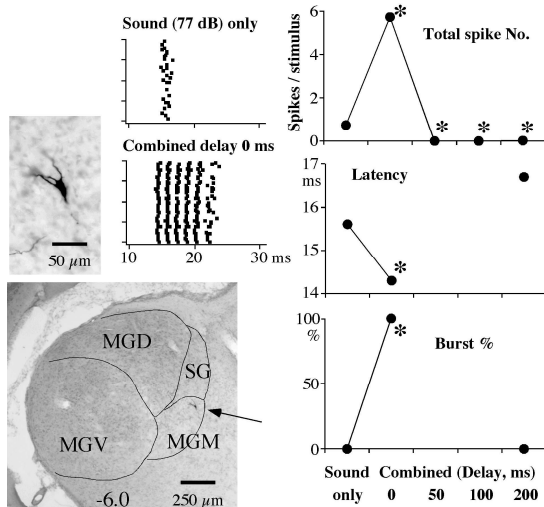 Sound (77 dB) only
Combined delay 0 ms
10 20 30 ms
50 µm
MGD
SG
MGV
MGM
-6.0
250 µm
Total spike No.
Spikes / stimulus
6
4
2
0
* * * *
Latency
17
ms
16
15
14
*
Burst %
100
%
50
0
*
Sound only
Combined (Delay, ms)
0 50 100 200